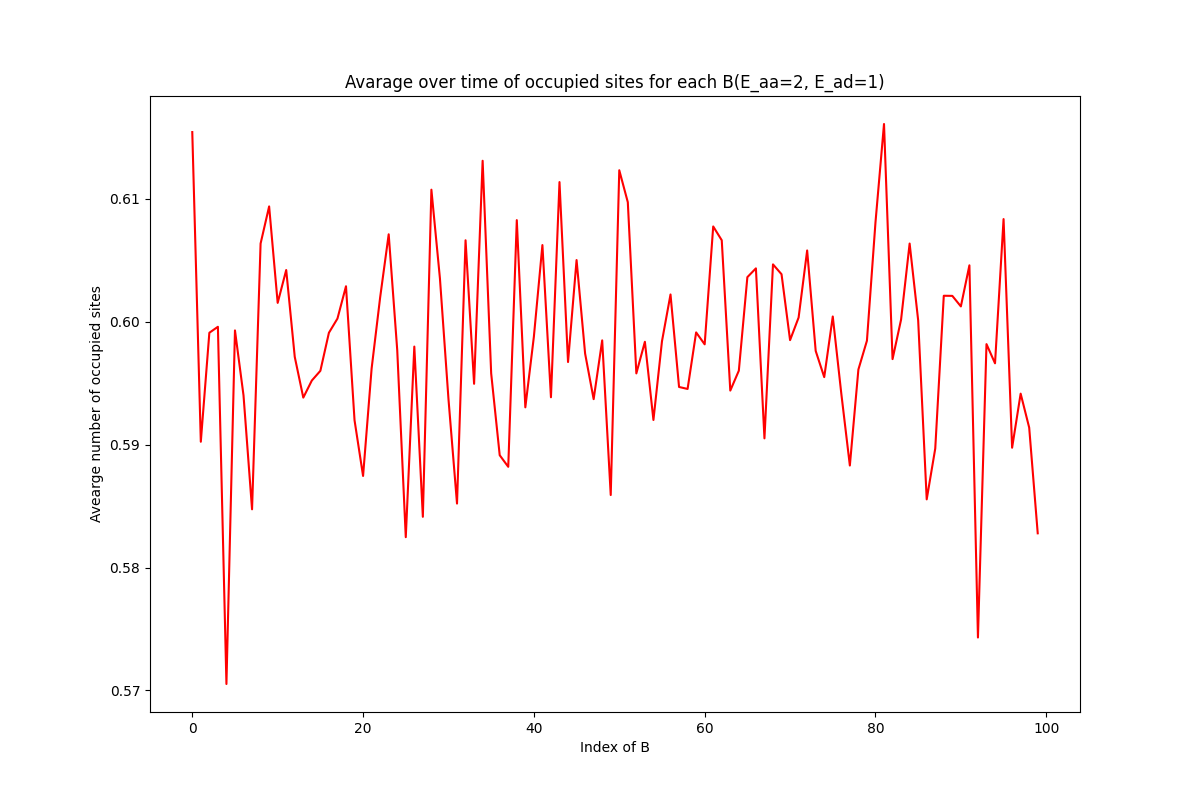 Avarage over time of occupied sites for each B(E_aa=2, E_ad=1)
Avearge number of occupied sites
0.61
0.60
0.59
0.58
0.57
0 20 40 60 80 100
Index of B